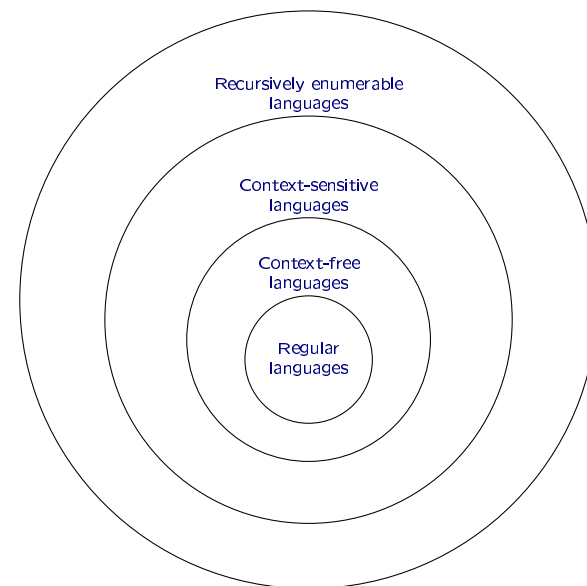 Recursively enumerable
languages
Context-sensitive
languages
Context-free
languages
Regular
languages